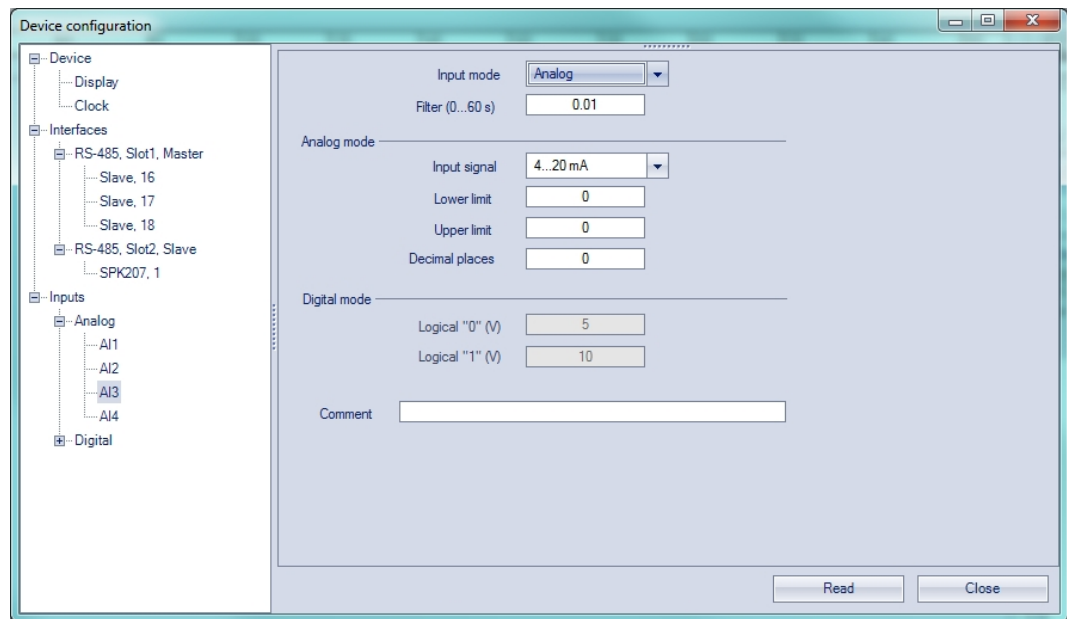 Device configuration
Device
Display
Clock
Interfaces
RS-485, Slot1, Master
Slave, 16
Slave, 17
Slave, 18
RS-485, Slot2, Slave
SPK207, 1
Inputs
Analog
AI1
AI2
AI3
AI4
Digital
Input mode Analog
Filter (0...60 s) 0.01
Analog mode
Input signal 4...20 mA
Lower limit 0
Upper limit 0
Decimal places 0
Digital mode
Logical "0" (V) 5
Logical "1" (V) 10
Comment
Read Close